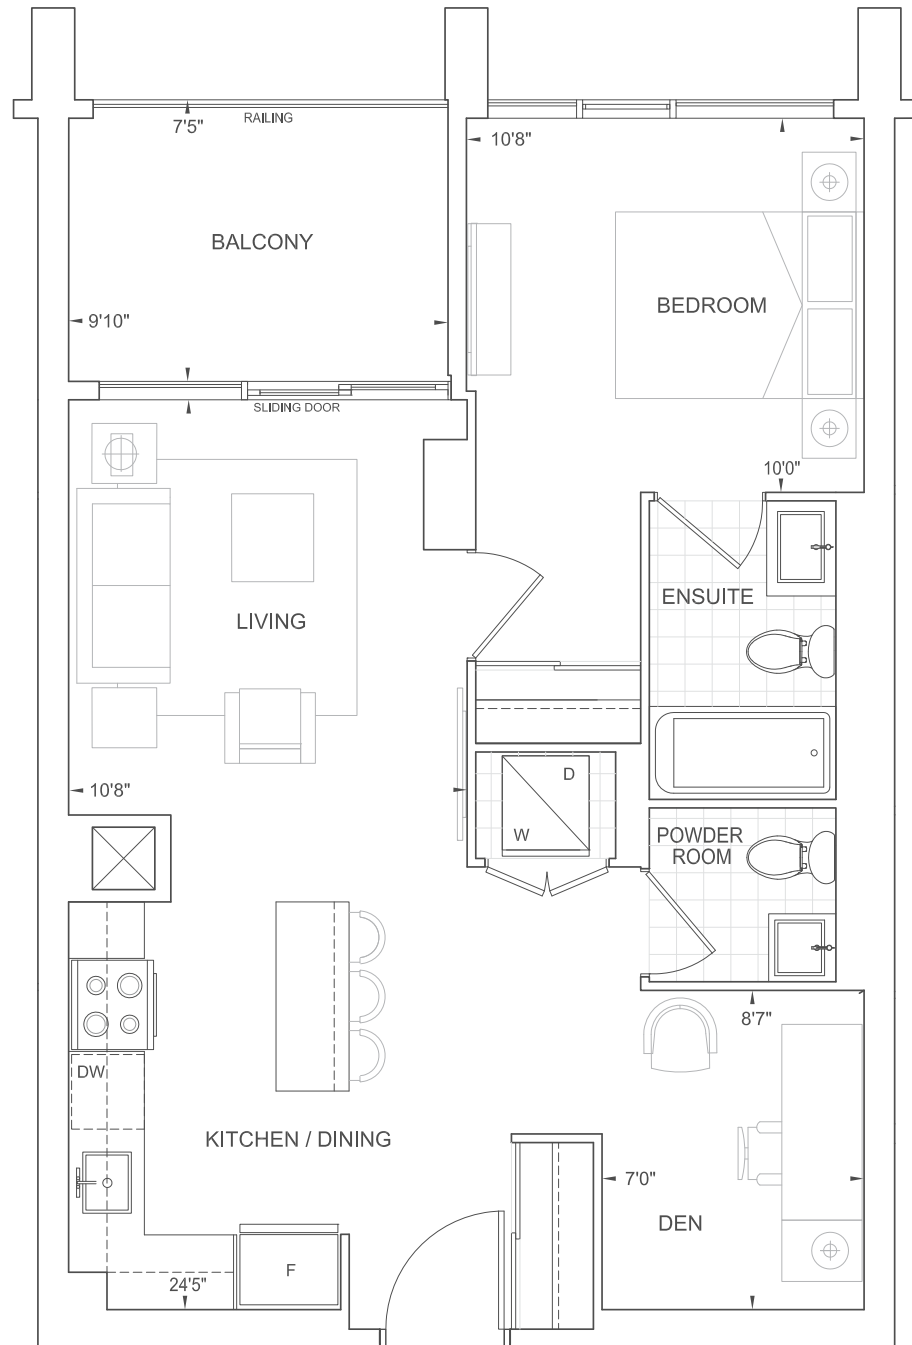 7'5"
RAILING
10'8"
BALCONY
9'10"
BEDROOM
SLIDING DOOR
10'0"
ENSUITE
LIVING
10'8"
D
W
POWDER
ROOM
8'7"
DW
KITCHEN / DINING
7'0"
DEN
F
24'5"